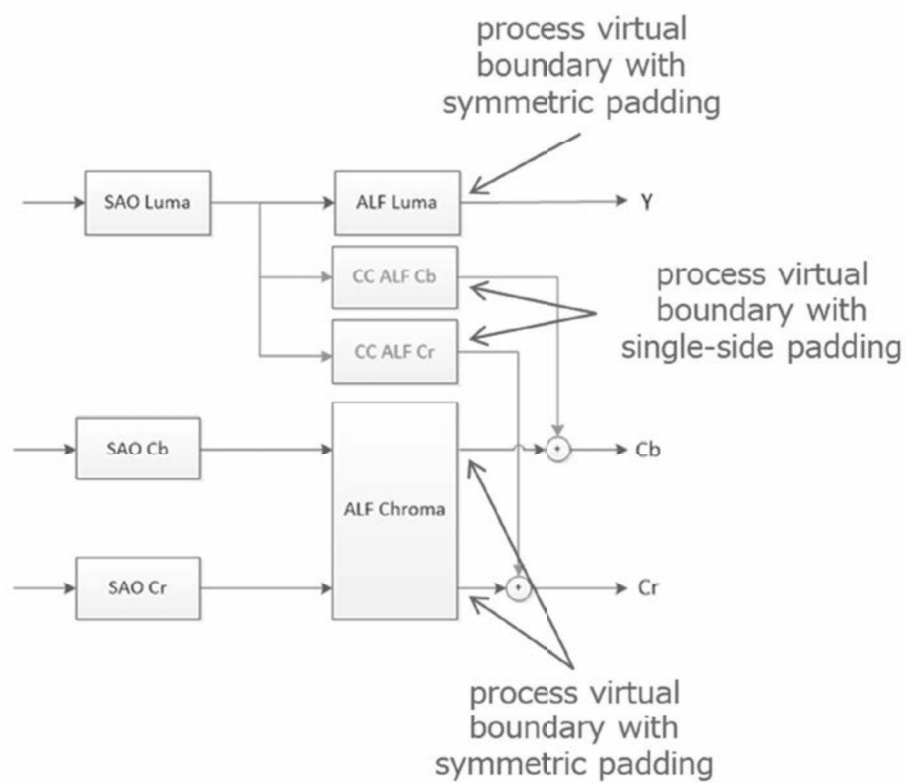 process virtual
boundary with
symmetric padding
SAO Luma
ALF Luma
Y
CC ALF Cb
process virtual
boundary with
single-side padding
CC ALF Cr
SAO Cb
ALF Chroma
+
Cb
SAO Cr
+
Cr
process virtual
boundary with
symmetric padding